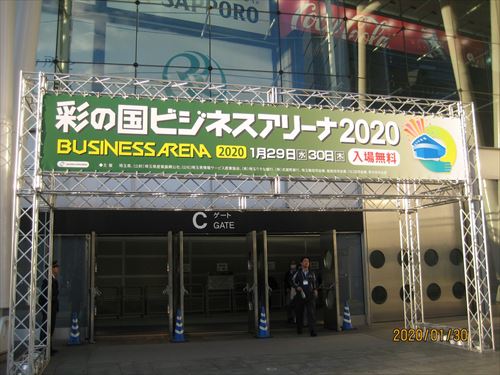 SAPPORO
Coca-Cola
彩の国ビジネスアリーナ2020
BUSINESS ARENA 2020 1月29日水 30日木 入場無料
C ゲート
GATE
2020/01/30